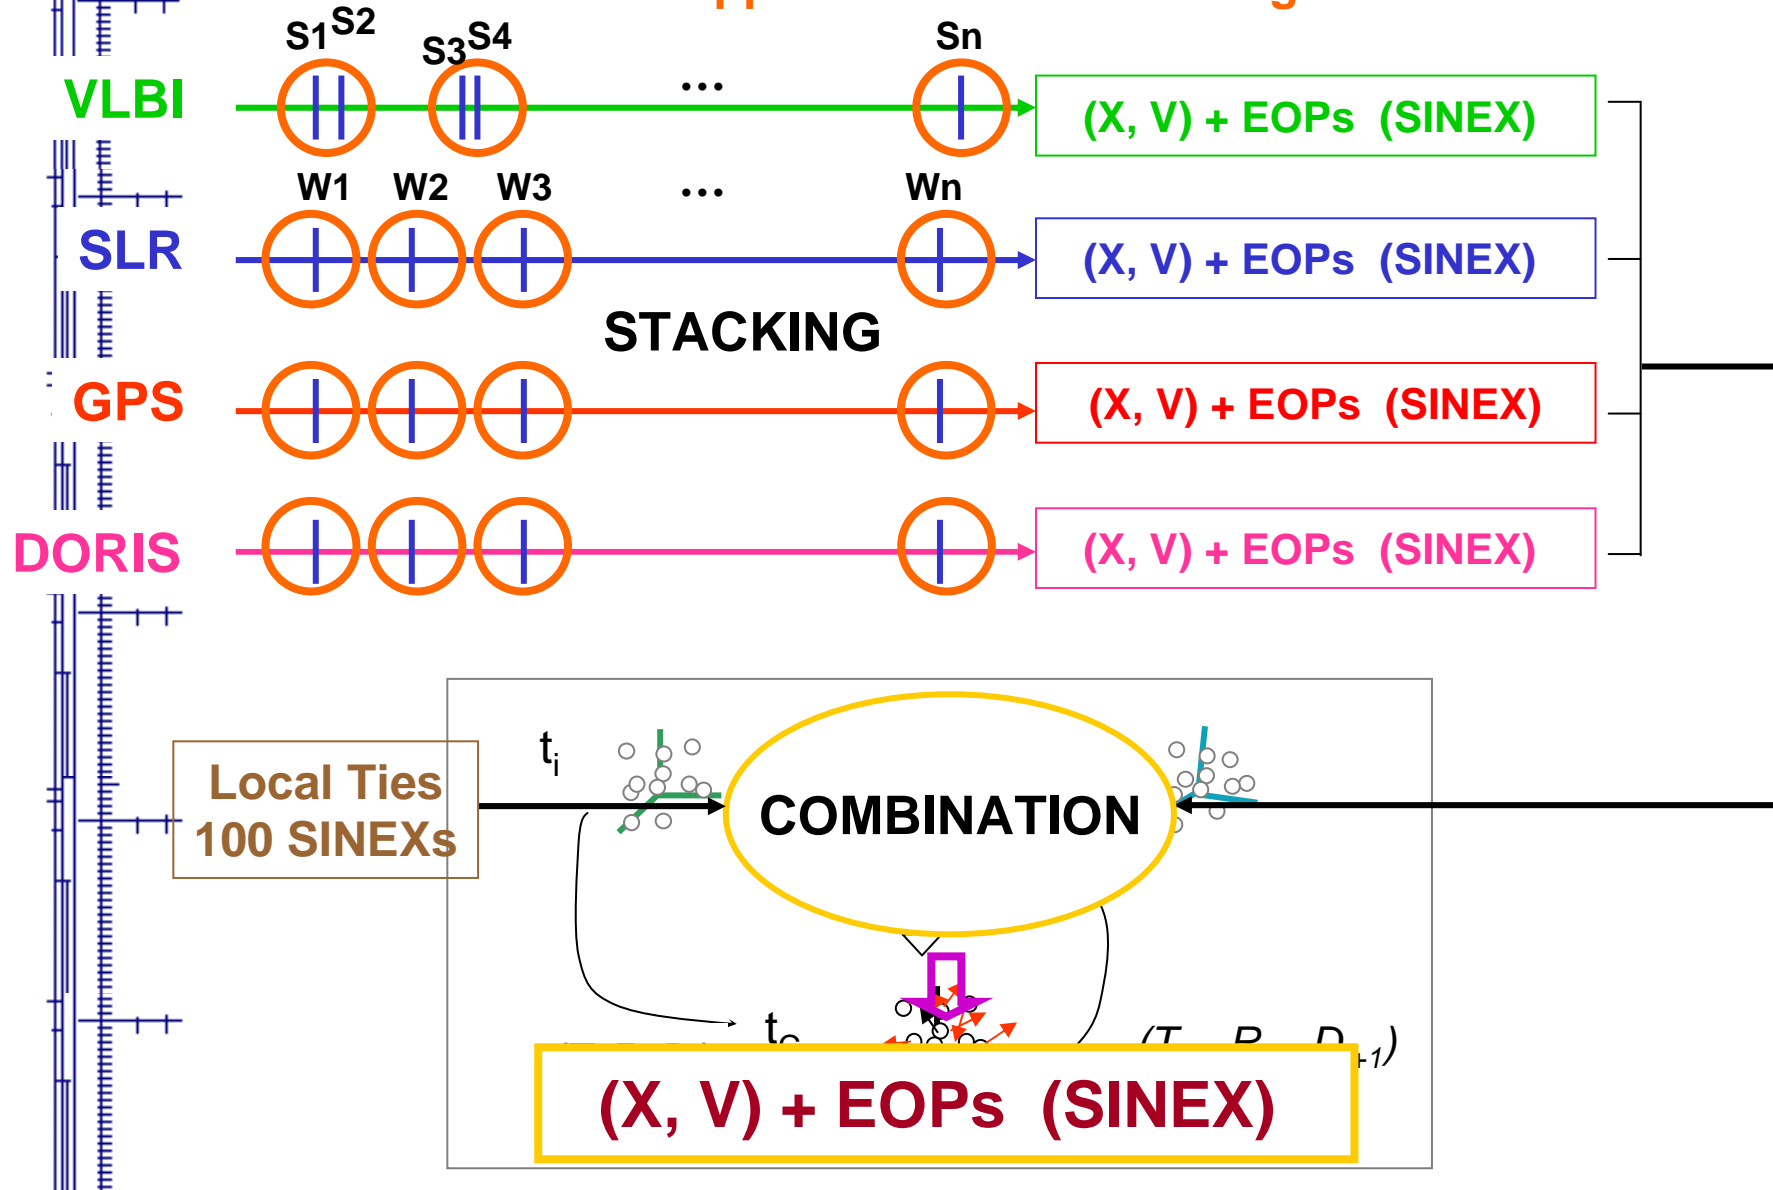 S1 S2 S3 S4 Sn
...
VLBI
(X, V) + EOPs (SINEX)
W1 W2 W3 ... Wn
SLR
(X, V) + EOPs (SINEX)
STACKING
GPS
(X, V) + EOPs (SINEX)
DORIS
(X, V) + EOPs (SINEX)
ti
Local Ties
100 SINEXs
COMBINATION
(X, V) + EOPs (SINEX)